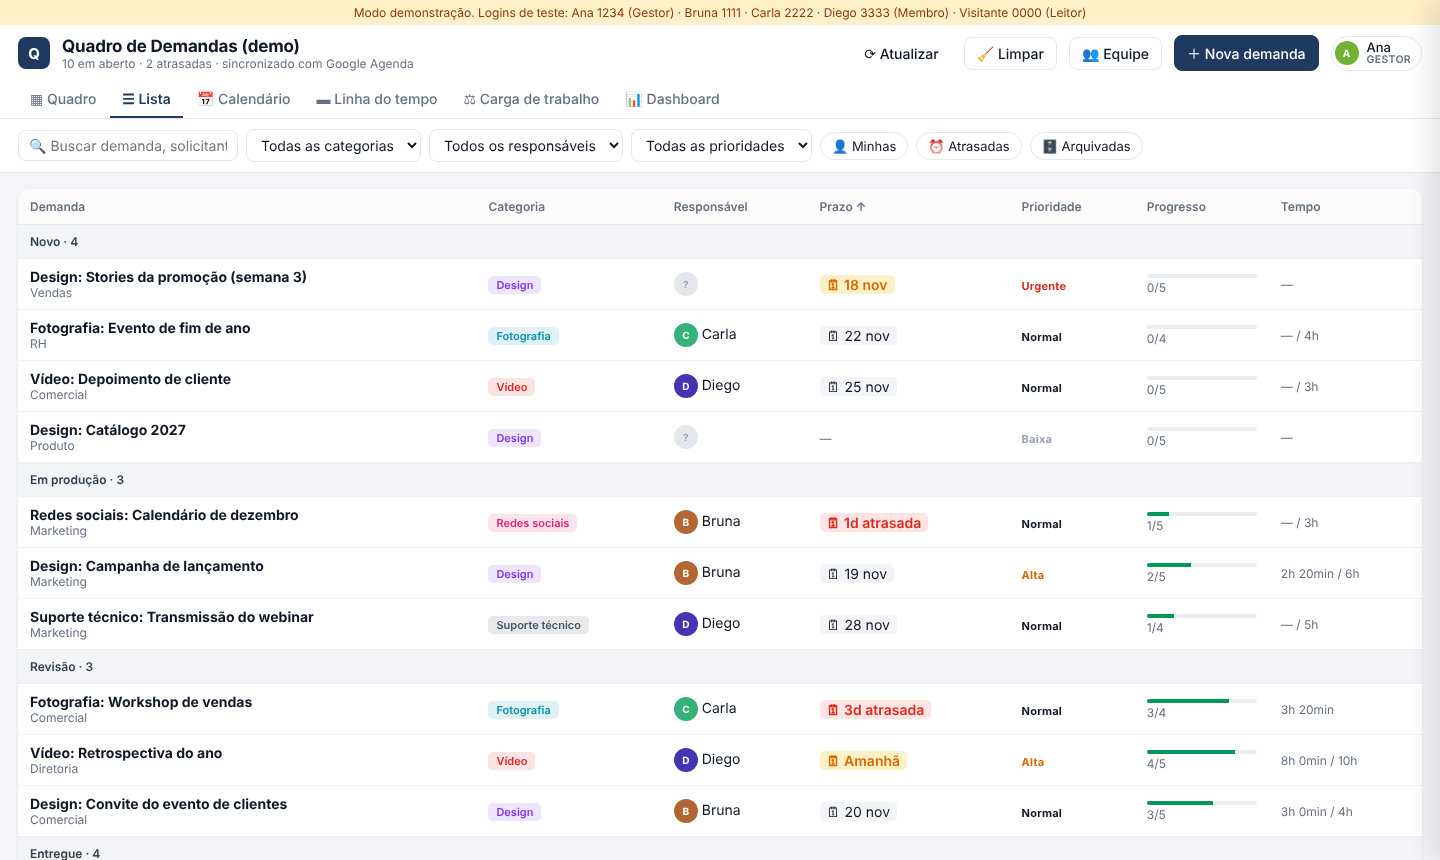 Modo demonstração. Logins de teste: Ana 1234 (Gestor) · Bruna 1111 · Carla 2222 · Diego 3333 (Membro) · Visitante 0000 (Leitor)
Q
Quadro de Demandas (demo)
10 em aberto · 2 atrasadas · sincronizado com Google Agenda
⟳ Atualizar
🧹 Limpar
👥 Equipe
+ Nova demanda
A
Ana
GESTOR
▦ Quadro
☰ Lista
📅 Calendário
▬ Linha do tempo
⚖ Carga de trabalho
📊 Dashboard
🔍 Buscar demanda, solicitant
Todas as categorias
Todos os responsáveis
Todas as prioridades
👤 Minhas
⏰ Atrasadas
🗄️ Arquivadas
Demanda Categoria Responsável Prazo ↑ Prioridade Progresso Tempo
Novo · 4
Design: Stories da promoção (semana 3)
Vendas
Design
?
18 nov
Urgente
0/5
—
Fotografia: Evento de fim de ano
RH
Fotografia
C Carla
22 nov
Normal
0/4
— / 4h
Vídeo: Depoimento de cliente
Comercial
Vídeo
D Diego
25 nov
Normal
0/5
— / 3h
Design: Catálogo 2027
Produto
Design
?
—
Baixa
0/5
—
Em produção · 3
Redes sociais: Calendário de dezembro
Marketing
Redes sociais
B Bruna
1d atrasada
Normal
1/5
— / 3h
Design: Campanha de lançamento
Marketing
Design
B Bruna
19 nov
Alta
2/5
2h 20min / 6h
Suporte técnico: Transmissão do webinar
Marketing
Suporte técnico
D Diego
28 nov
Normal
1/4
— / 5h
Revisão · 3
Fotografia: Workshop de vendas
Comercial
Fotografia
C Carla
3d atrasada
Normal
3/4
3h 20min
Vídeo: Retrospectiva do ano
Diretoria
Vídeo
D Diego
Amanhã
Alta
4/5
8h 0min / 10h
Design: Convite do evento de clientes
Comercial
Design
B Bruna
20 nov
Normal
3/5
3h 0min / 4h
Entregue · 4